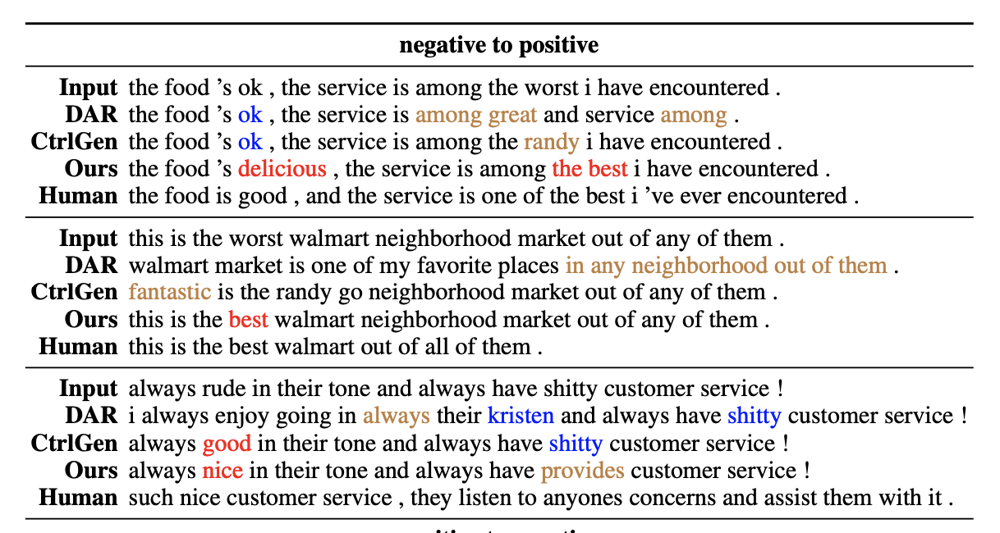 negative to positive
Input the food 's ok , the service is among the worst i have encountered .
DAR the food 's ok , the service is among great and service among .
CtrlGen the food 's ok , the service is among the randy i have encountered .
Ours the food 's delicious , the service is among the best i have encountered .
Human the food is good , and the service is one of the best i 've ever encountered .
Input this is the worst walmart neighborhood market out of any of them .
DAR walmart market is one of my favorite places in any neighborhood out of them .
CtrlGen fantastic is the randy go neighborhood market out of any of them .
Ours this is the best walmart neighborhood market out of any of them .
Human this is the best walmart out of all of them .
Input always rude in their tone and always have shitty customer service !
DAR i always enjoy going in always their kristen and always have shitty customer service !
CtrlGen always good in their tone and always have shitty customer service !
Ours always nice in their tone and always have provides customer service !
Human such nice customer service , they listen to anyones concerns and assist them with it .